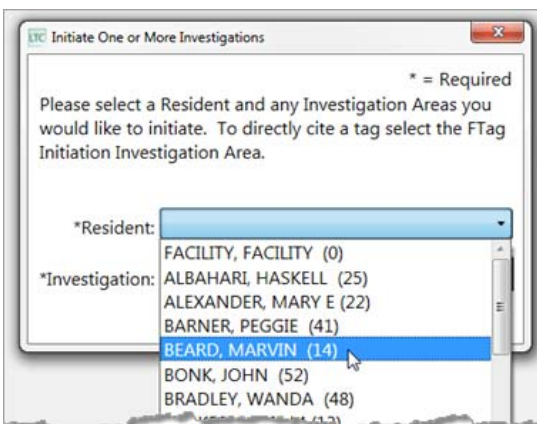 LTC Initiate One or More Investigations
* = Required
Please select a Resident and any Investigation Areas you
would like to initiate. To directly cite a tag select the FTag
Initiation Investigation Area.
*Resident:
FACILITY, FACILITY (0)
*Investigation:
ALBAHARI, HASKELL (25)
ALEXANDER, MARY E (22)
BARNER, PEGGIE (41)
BEARD, MARVIN (14)
BONK, JOHN (52)
BRADLEY, WANDA (48)